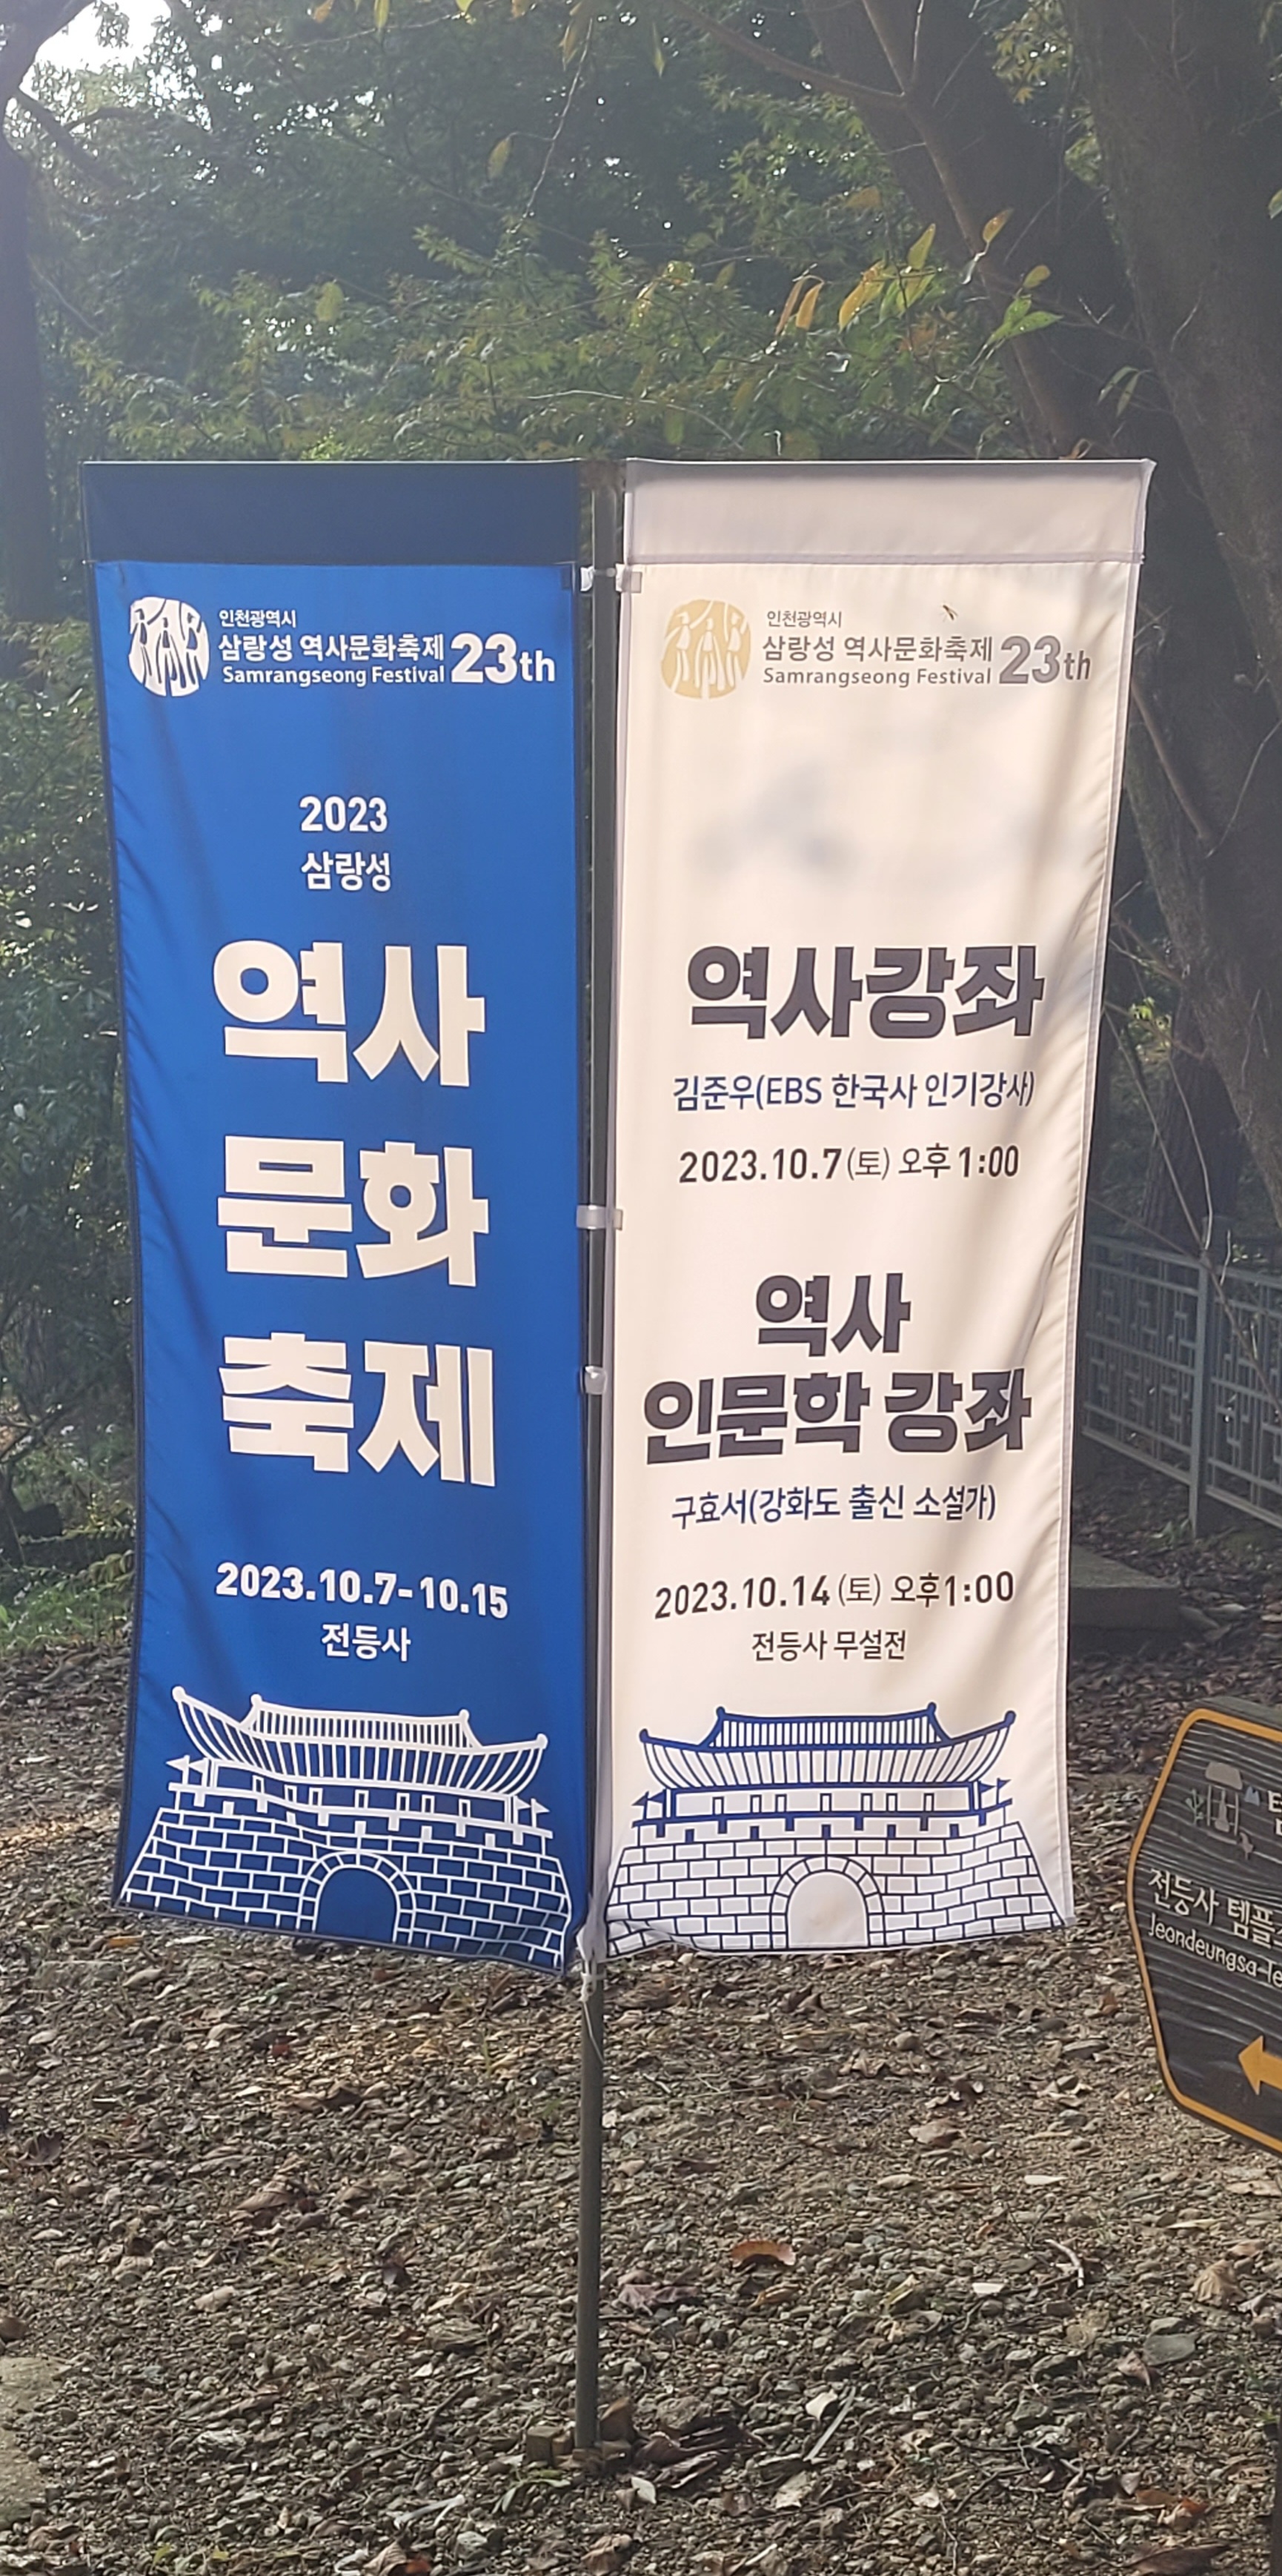 인천광역시
삼랑성 역사문화축제 23th
Samrangseong Festival
2023
삼랑성
역사
문화
축제
2023.10.7-10.15
전등사
인천광역시
삼랑성 역사문화축제 23th
Samrangseong Festival
역사강좌
김준우(EBS 한국사 인기강사)
2023.10.7(토) 오후 1:00
역사
인문학 강좌
구효서(강화도 출신 소설가)
2023.10.14(토) 오후1:00
전등사 무설전
전등사
Jeondeungsa